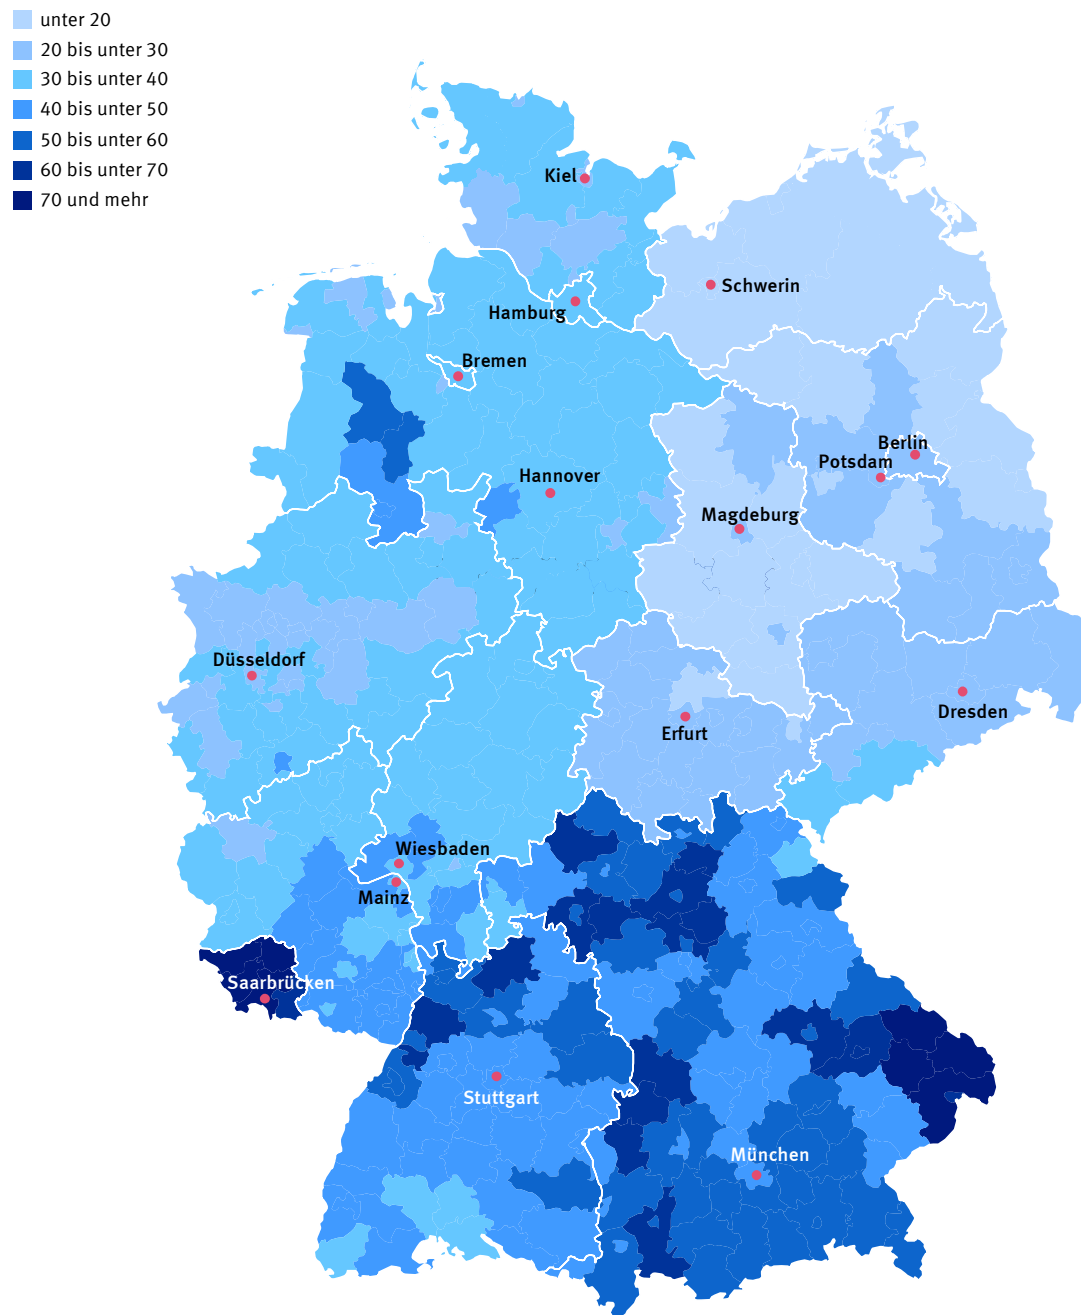 unter 20
20 bis unter 30
30 bis unter 40
40 bis unter 50
50 bis unter 60
60 bis unter 70
70 und mehr
Kiel
Schwerin
Hamburg
Bremen
Berlin
Potsdam
Hannover
Magdeburg
Düsseldorf
Dresden
Erfurt
Wiesbaden
Mainz
Saarbrücken
Stuttgart
München